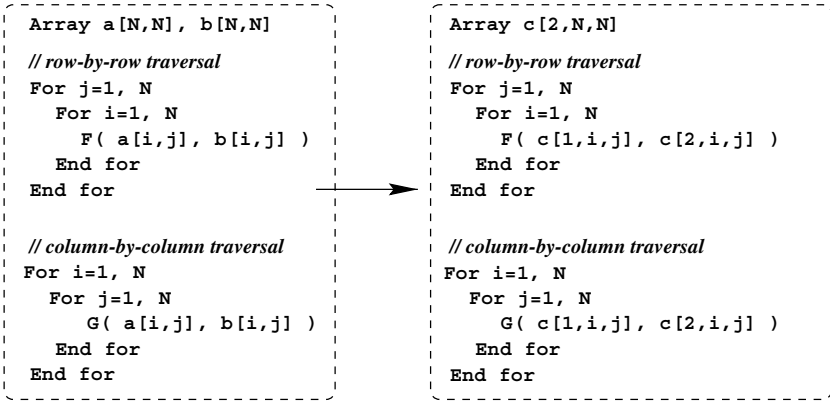 Array a[N,N], b[N,N]
// row-by-row traversal
For j=1, N
For i=1, N
F( a[i,j], b[i,j] )
End for
End for
// column-by-column traversal
For i=1, N
For j=1, N
G( a[i,j], b[i,j] )
End for
End for
Array c[2,N,N]
// row-by-row traversal
For j=1, N
For i=1, N
F( c[1,i,j], c[2,i,j] )
End for
End for
// column-by-column traversal
For i=1, N
For j=1, N
G( c[1,i,j], c[2,i,j] )
End for
End for